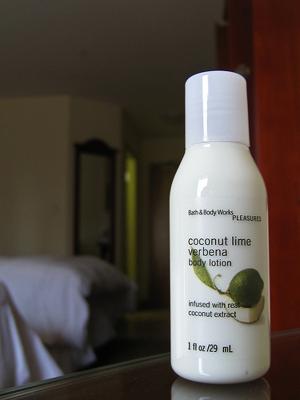 Bath & Body Works
PLEASURES
coconut lime
verbena
body lotion
infused with real
coconut extract
1 fl oz/29 mL